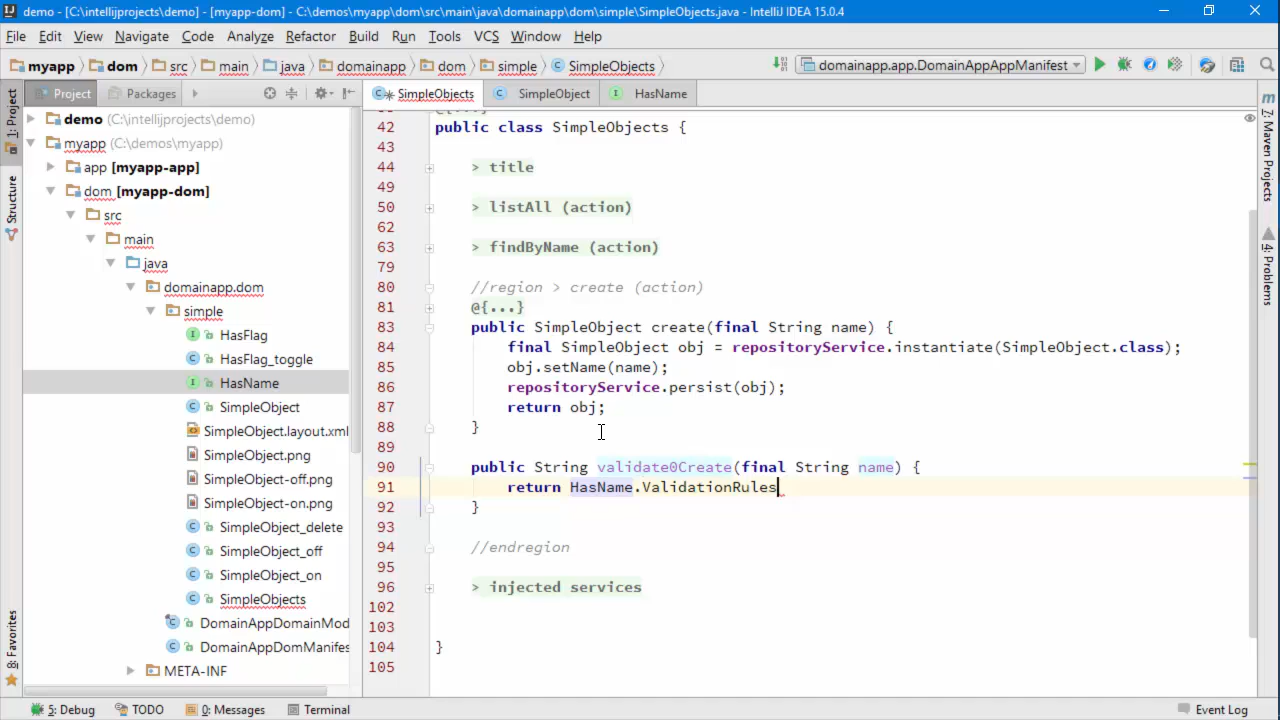 demo - [C:\intellijprojects\demo] - [myapp-dom] - C:\demos\myapp\dom\src\main\java\domainapp\dom\simple\SimpleObjects.java - IntelliJ IDEA 15.0.4
File Edit View Navigate Code Analyze Refactor Build Run Tools VCS Window Help
myapp dom src main java domainapp dom simple SimpleObjects domainapp.app.DomainAppAppManifest
Project Packages SimpleObjects SimpleObject HasName
1: Project
Structure
8: Favorites
demo (C:\intellijprojects\demo)
myapp (C:\demos\myapp)
app [myapp-app]
dom [myapp-dom]
src
main
java
domainapp.dom
simple
HasFlag
HasFlag_toggle
HasName
SimpleObject
SimpleObject.layout.xml
SimpleObject.png
SimpleObject-off.png
SimpleObject-on.png
SimpleObject_delete
SimpleObject_off
SimpleObject_on
SimpleObjects
DomainAppDomainMod
DomainAppDomManifes
META-INF
@{...}
42 public class SimpleObjects {
43
44 > title
49
50 > listAll (action)
62
63 > findByName (action)
79
80 //region > create (action)
81 @{...}
83 public SimpleObject create(final String name) {
84 final SimpleObject obj = repositoryService.instantiate(SimpleObject.class);
85 obj.setName(name);
86 repositoryService.persist(obj);
87 return obj;
88 }
89
90 public String validate0Create(final String name) {
91 return HasName.ValidationRules
92 }
93
94 //endregion
95
96 > injected services
102
103
104 }
105
Maven Projects
4: Problems
5: Debug TODO 0: Messages Terminal Event Log